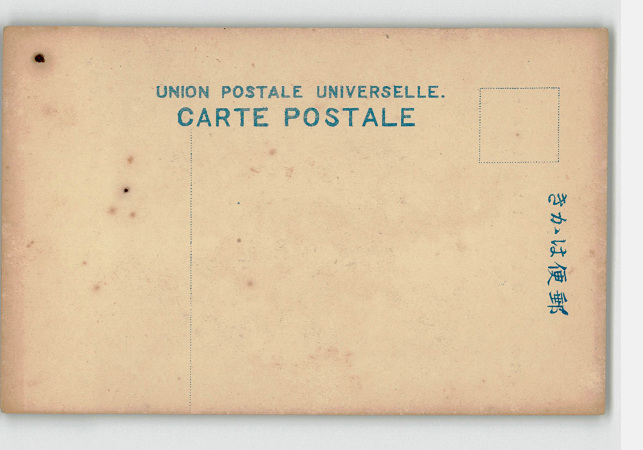 UNION POSTALE UNIVERSELLE.
CARTE POSTALE
郵便はかき